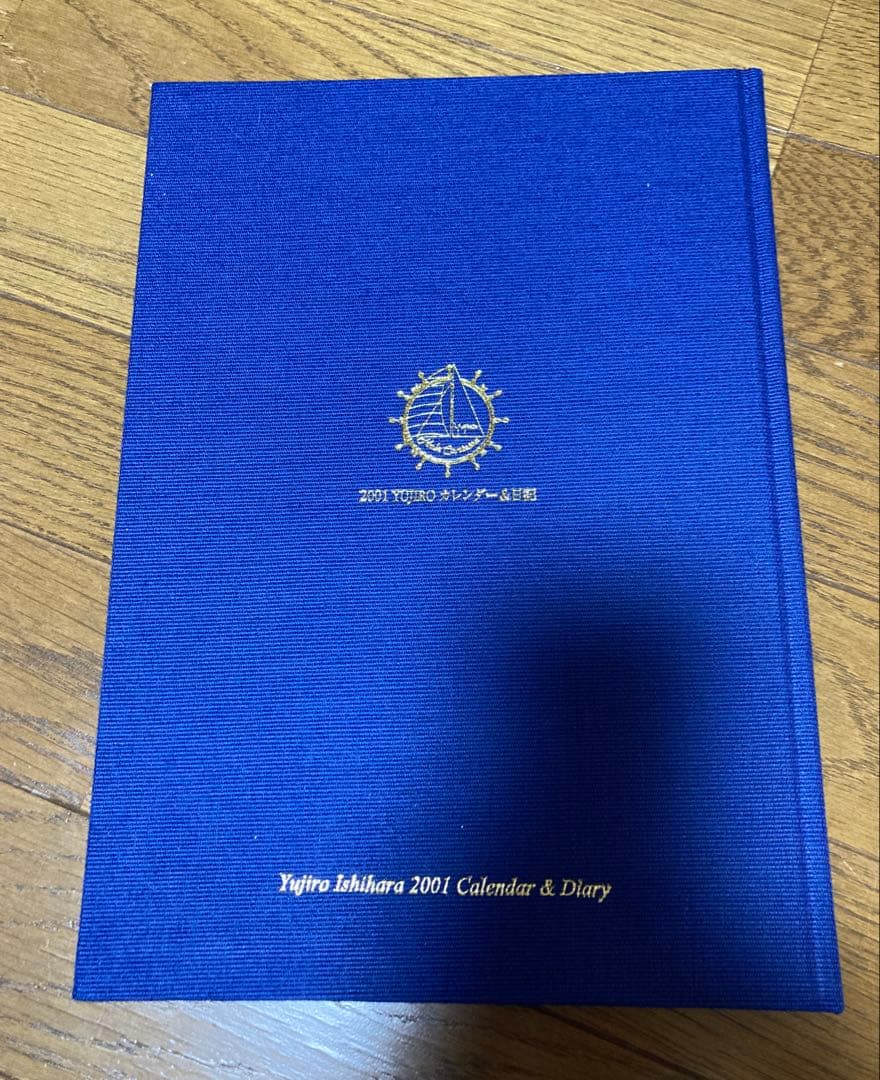 2001 YUJIRO カレンダー&日記
Yujiro Ishihara 2001 Calendar & Diary